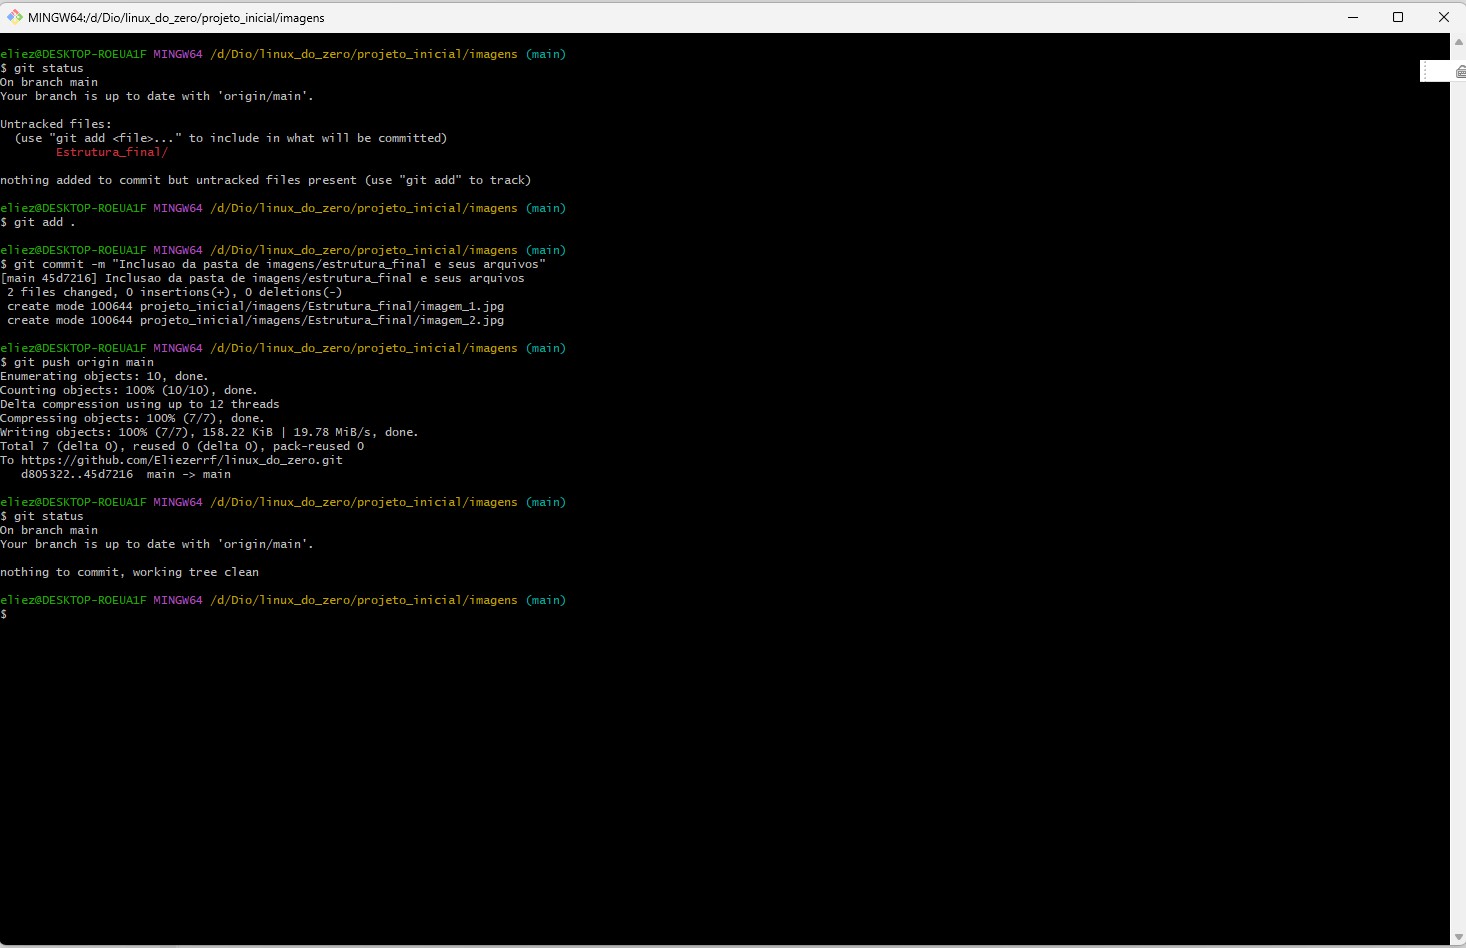 MINGW64:/d/Dio/linux_do_zero/projeto_inicial/imagens
eliez@DESKTOP-ROEUA1F MINGW64 /d/Dio/linux_do_zero/projeto_inicial/imagens (main)
$ git status
On branch main
Your branch is up to date with 'origin/main'.
Untracked files:
  (use "git add <file>..." to include in what will be committed)
        Estrutura_final/
nothing added to commit but untracked files present (use "git add" to track)
eliez@DESKTOP-ROEUA1F MINGW64 /d/Dio/linux_do_zero/projeto_inicial/imagens (main)
$ git add .
eliez@DESKTOP-ROEUA1F MINGW64 /d/Dio/linux_do_zero/projeto_inicial/imagens (main)
$ git commit -m "Inclusao da pasta de imagens/estrutura_final e seus arquivos"
[main 45d7216] Inclusao da pasta de imagens/estrutura_final e seus arquivos
 2 files changed, 0 insertions(+), 0 deletions(-)
 create mode 100644 projeto_inicial/imagens/Estrutura_final/imagem_1.jpg
 create mode 100644 projeto_inicial/imagens/Estrutura_final/imagem_2.jpg
eliez@DESKTOP-ROEUA1F MINGW64 /d/Dio/linux_do_zero/projeto_inicial/imagens (main)
$ git push origin main
Enumerating objects: 10, done.
Counting objects: 100% (10/10), done.
Delta compression using up to 12 threads
Compressing objects: 100% (7/7), done.
Writing objects: 100% (7/7), 158.22 KiB | 19.78 MiB/s, done.
Total 7 (delta 0), reused 0 (delta 0), pack-reused 0
To https://github.com/Eliezerrf/linux_do_zero.git
   d805322..45d7216  main -> main
eliez@DESKTOP-ROEUA1F MINGW64 /d/Dio/linux_do_zero/projeto_inicial/imagens (main)
$ git status
On branch main
Your branch is up to date with 'origin/main'.
nothing to commit, working tree clean
eliez@DESKTOP-ROEUA1F MINGW64 /d/Dio/linux_do_zero/projeto_inicial/imagens (main)
$